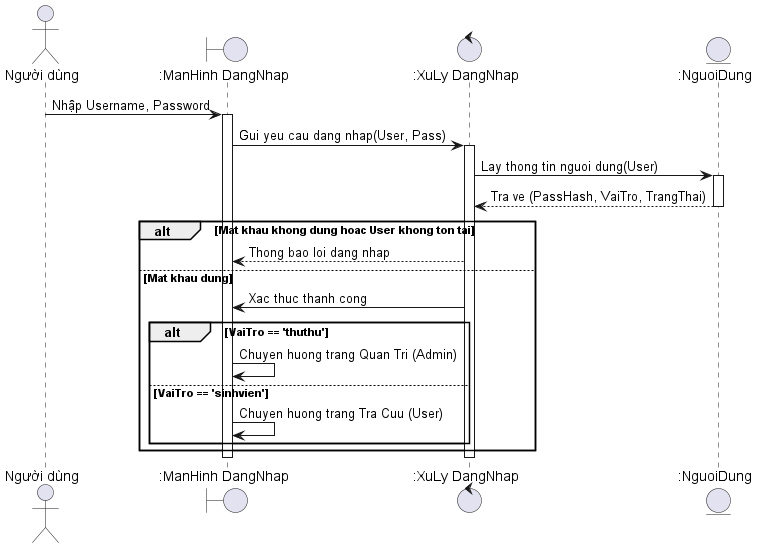 Người dùng
:ManHinh DangNhap
:XuLy DangNhap
:NguoiDung
Nhập Username, Password
Gui yeu cau dang nhap(User, Pass)
Lay thong tin nguoi dung(User)
Tra ve (PassHash, VaiTro, TrangThai)
alt [Mat khau khong dung hoac User khong ton tai]
Thong bao loi dang nhap
[Mat khau dung]
Xac thuc thanh cong
alt [VaiTro == 'thuthu']
Chuyen huong trang Quan Tri (Admin)
[VaiTro == 'sinhvien']
Chuyen huong trang Tra Cuu (User)
Người dùng
:ManHinh DangNhap
:XuLy DangNhap
:NguoiDung